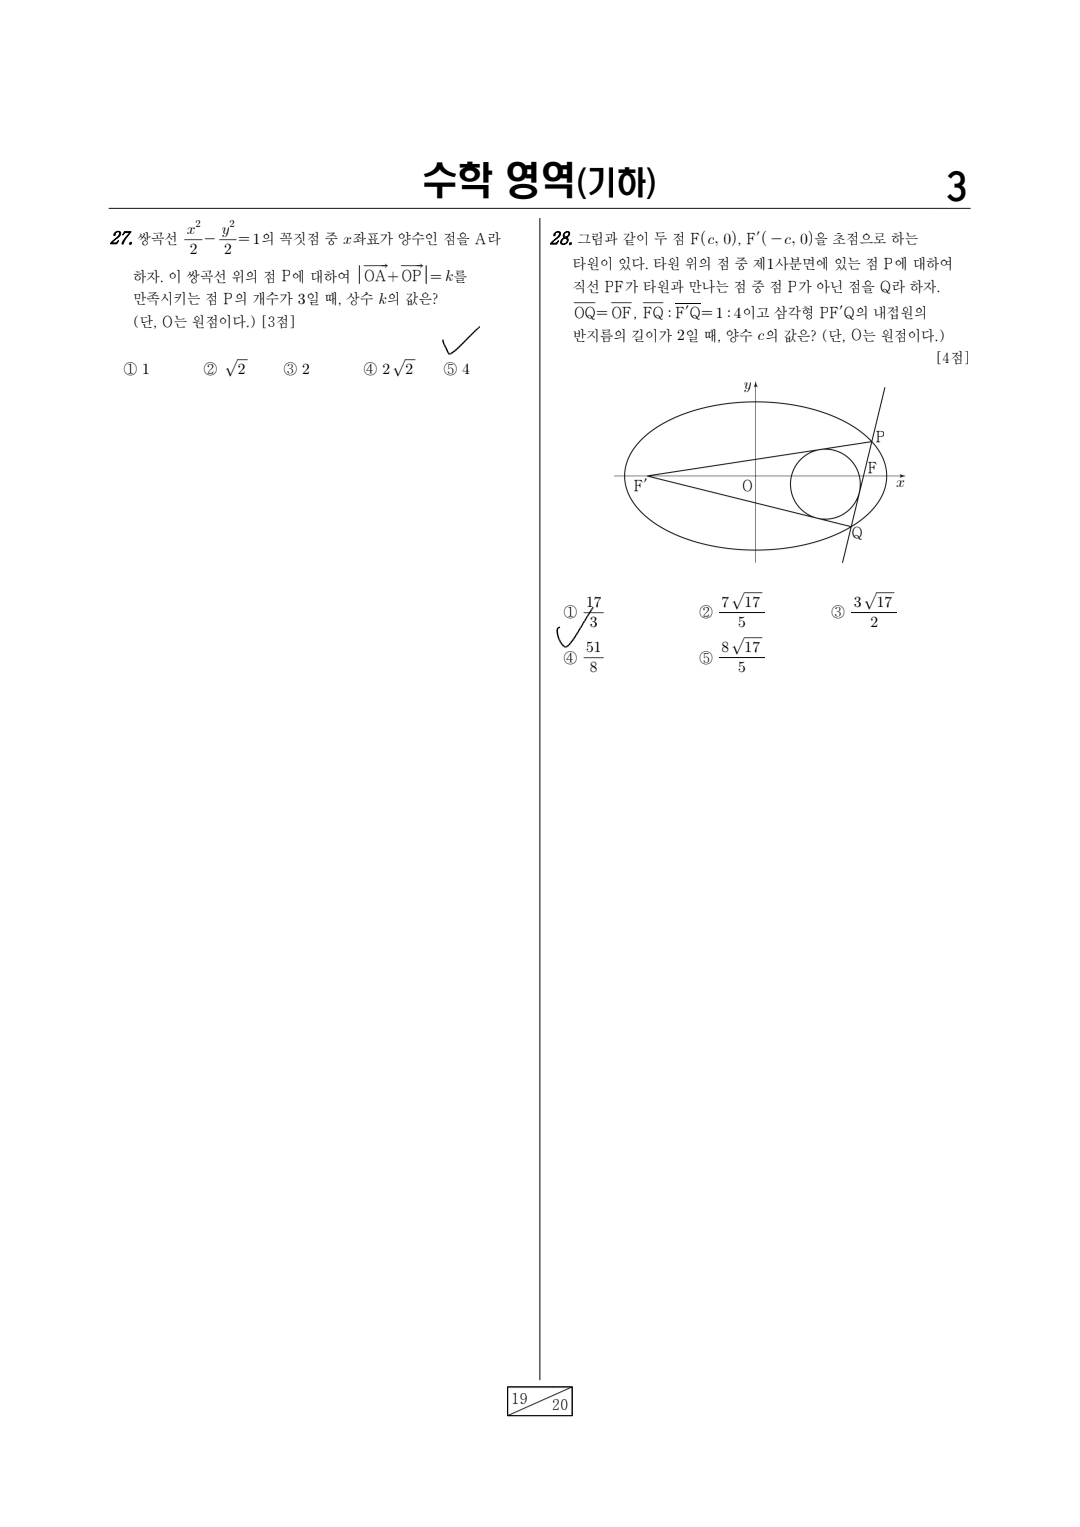 수학 영역(기하)
3
27. 쌍곡선 x²/2 − y²/2 = 1의 꼭짓점 중 x좌표가 양수인 점을 A라
하자. 이 쌍곡선 위의 점 P에 대하여 |OA→+OP→| = k를
만족시키는 점 P의 개수가 3일 때, 상수 k의 값은?
(단, O는 원점이다.) [3점]
① 1 ② √2 ③ 2 ④ 2√2 ⑤ 4
28. 그림과 같이 두 점 F(c, 0), F′(−c, 0)을 초점으로 하는
타원이 있다. 타원 위의 점 중 제1사분면에 있는 점 P에 대하여
직선 PF가 타원과 만나는 점 중 점 P가 아닌 점을 Q라 하자.
O̅Q̅ = O̅F̅, F̅Q̅ : F̅′̅Q̅ = 1 : 4이고 삼각형 PF′Q의 내접원의
반지름의 길이가 2일 때, 양수 c의 값은? (단, O는 원점이다.)
[4점]
y
P
F
F′
O
x
Q
① 17/3 ② 7√17/5 ③ 3√17/2
④ 51/8 ⑤ 8√17/5
19
20